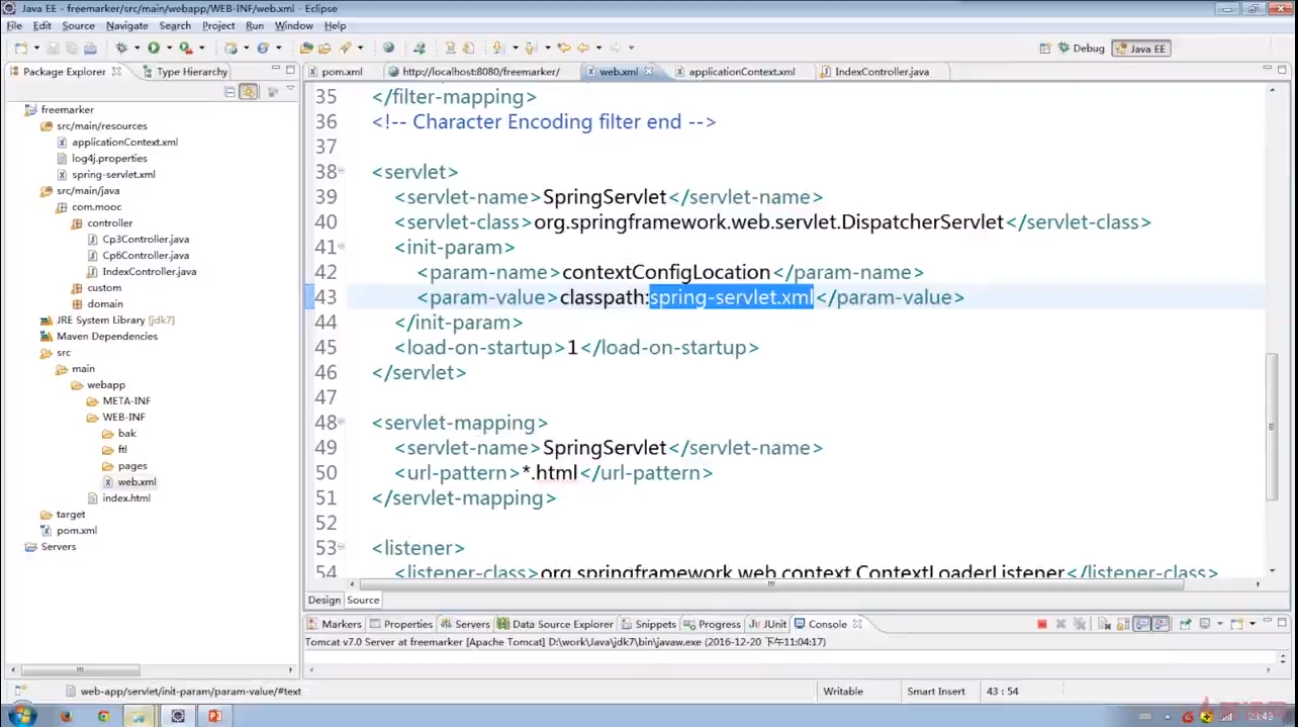 Java EE - freemarker/src/main/webapp/WEB-INF/web.xml - Eclipse
File Edit Source Navigate Search Project Run Window Help
Debug Java EE
Package Explorer Type Hierarchy
pom.xml http://localhost:8080/freemarker/ web.xml applicationContext.xml IndexController.java
freemarker
src/main/resources
applicationContext.xml
log4j.properties
spring-servlet.xml
src/main/java
com.mooc
controller
Cp3Controller.java
Cp6Controller.java
IndexController.java
custom
domain
JRE System Library [jdk7]
Maven Dependencies
src
main
webapp
META-INF
WEB-INF
bak
ftl
pages
web.xml
index.html
target
pom.xml
Servers
35 </filter-mapping>
36 <!-- Character Encoding filter end -->
37
38 <servlet>
39 <servlet-name>SpringServlet</servlet-name>
40 <servlet-class>org.springframework.web.servlet.DispatcherServlet</servlet-class>
41 <init-param>
42 <param-name>contextConfigLocation</param-name>
43 <param-value>classpath:spring-servlet.xml</param-value>
44 </init-param>
45 <load-on-startup>1</load-on-startup>
46 </servlet>
47
48 <servlet-mapping>
49 <servlet-name>SpringServlet</servlet-name>
50 <url-pattern>*.html</url-pattern>
51 </servlet-mapping>
52
53 <listener>
54 <listener-class>org.springframework.web.context.ContextLoaderListener</listener-class>
Design Source
Markers Properties Servers Data Source Explorer Snippets Progress JUnit Console
Tomcat v7.0 Server at freemarker [Apache Tomcat] D:\work\Java\jdk7\bin\javaw.exe (2016-12-20 下午11:04:17)
web-app/servlet/init-param/param-value/#text
Writable Smart Insert 43 : 54
23:43